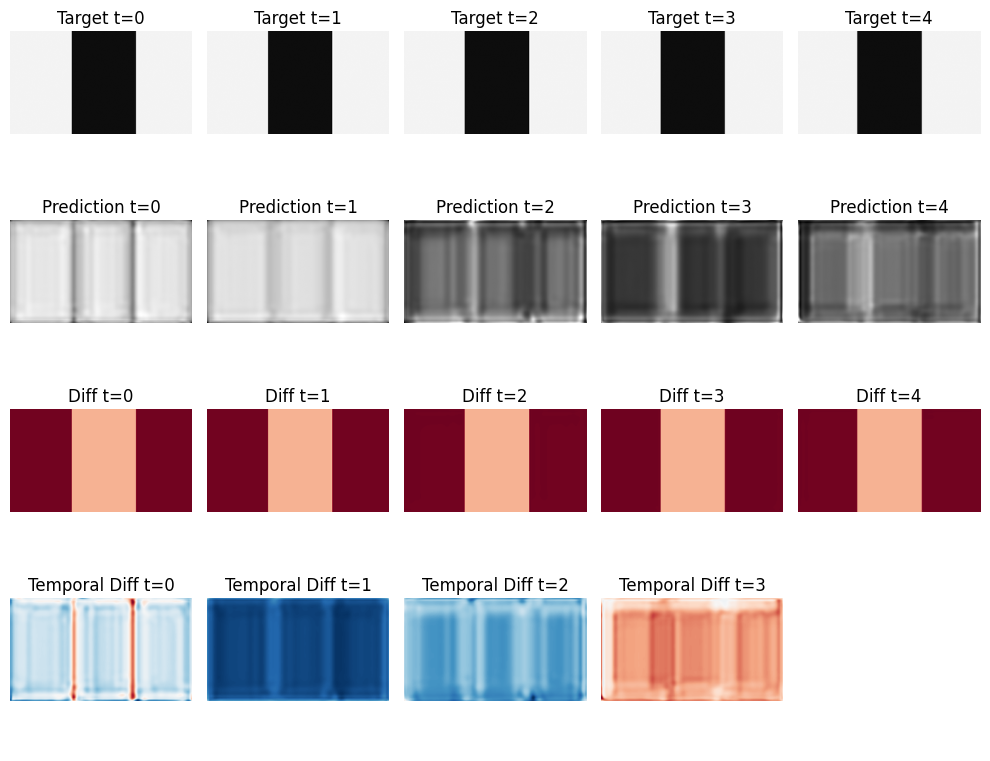 Target t=0 Target t=1 Target t=2 Target t=3 Target t=4
Prediction t=0 Prediction t=1 Prediction t=2 Prediction t=3 Prediction t=4
Diff t=0 Diff t=1 Diff t=2 Diff t=3 Diff t=4
Temporal Diff t=0 Temporal Diff t=1 Temporal Diff t=2 Temporal Diff t=3